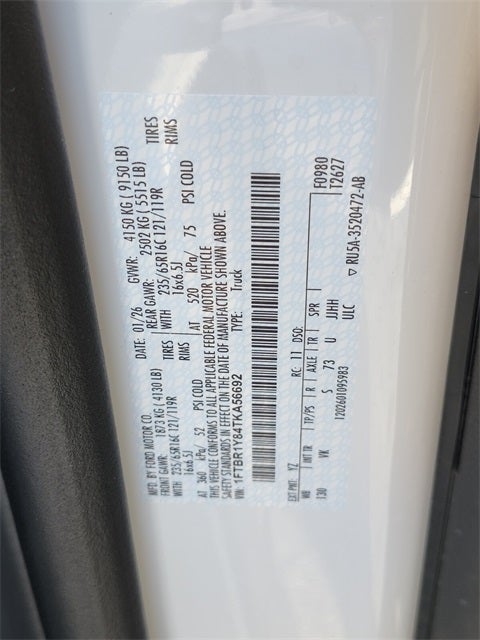 MFD. BY FORD MOTOR CO.
DATE: 01/26 GVWR: 4150 KG ( 9150 LB)
FRONT GAWR: 1873 KG (4130 LB) REAR GAWR: 2502 KG ( 5515 LB)
WITH 235/65R16C 121/119R TIRES WITH 235/65R16C 121/119R TIRES
16x6.5J RIMS 16x6.5J RIMS
AT 360 kPa/ 52 PSI COLD AT 520 kPa/ 75 PSI COLD
THIS VEHICLE CONFORMS TO ALL APPLICABLE FEDERAL MOTOR VEHICLE
SAFETY STANDARDS IN EFFECT ON THE DATE OF MANUFACTURE SHOWN ABOVE.
VIN: 1FTBR1Y84TKA56692 TYPE: Truck
EXT PNT: YZ RC: 11 DSO: F0980
WB INT TR TP/PS R AXLE TR SPR T2627
130 VK S 73 U JJHH
ULC
1202601095983 ▽ RU5A-3520472-AB